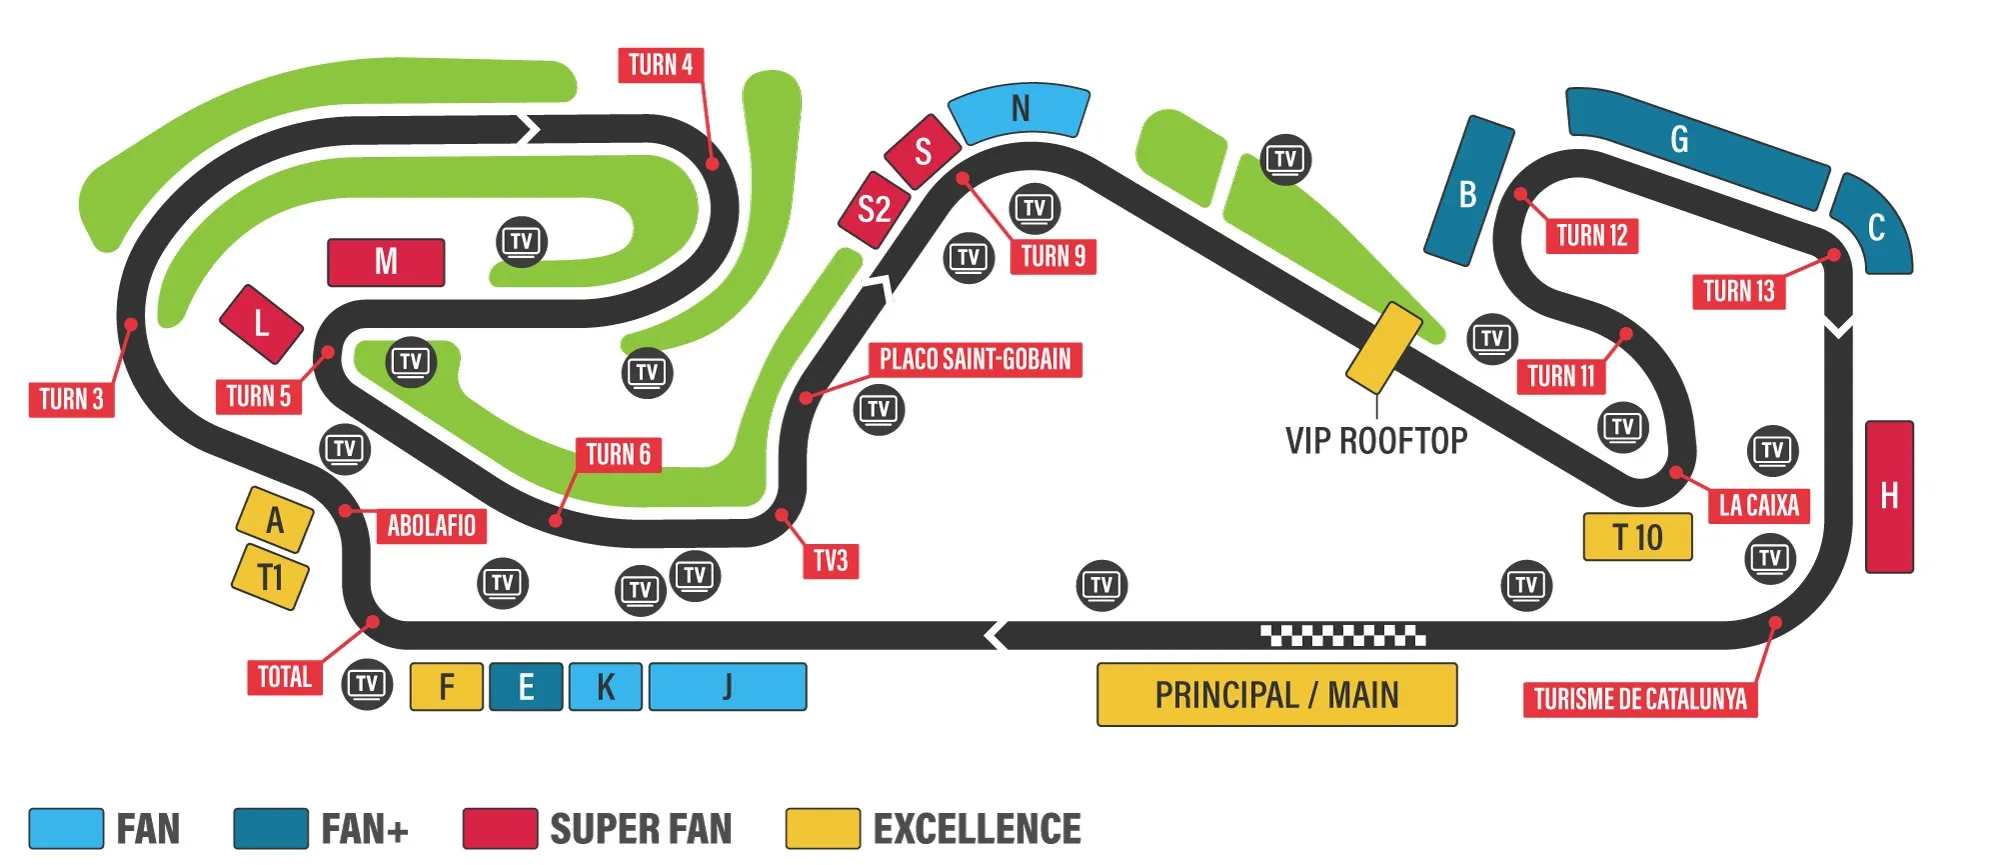 TURN 4
N
S
S2
TV
TV
TV
TURN 9
G
B
C
TURN 12
TURN 13
M
TV
L
TURN 3
TURN 5
TV
TV
PLACO SAINT-GOBAIN
TV
TV
TURN 11
VIP ROOFTOP
TV
TV
TURN 6
TV
LA CAIXA
H
A
ABOLAFIO
T1
TV3
T 10
TV
TV
TV
TV
TV
TV
TOTAL
TV
F
E
K
J
PRINCIPAL / MAIN
TURISME DE CATALUNYA
FAN
FAN+
SUPER FAN
EXCELLENCE